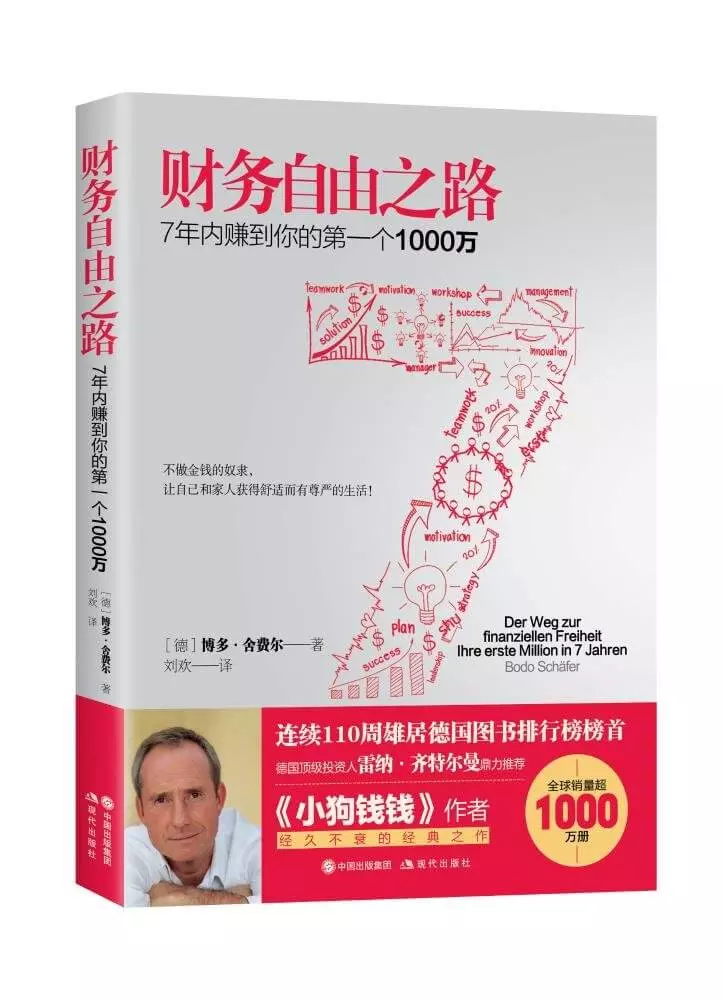 财务自由之路
7年内赚到你的第一个1000万
[德]博多·舍费尔 著
刘欢 译
中国出版集团
现代出版社
财务自由之路
7年内赚到你的第一个1000万
teamwork motivation workshop management
solution
success
innovation
manager
teamwork
20%
workshop
不做金钱的奴隶，
让自己和家人获得舒适而有尊严的生活！
motivation
20%
strategy
plan
success
leadership
[德]博多·舍费尔——著
刘欢——译
Der Weg zur
finanziellen Freiheit
Ihre erste Million in 7 Jahren
Bodo Schäfer
连续110周雄居德国图书排行榜榜首
德国顶级投资人雷纳·齐特尔曼鼎力推荐
《小狗钱钱》作者
经久不衰的经典之作
全球销量超
1000
万册
中国出版集团 现代出版社